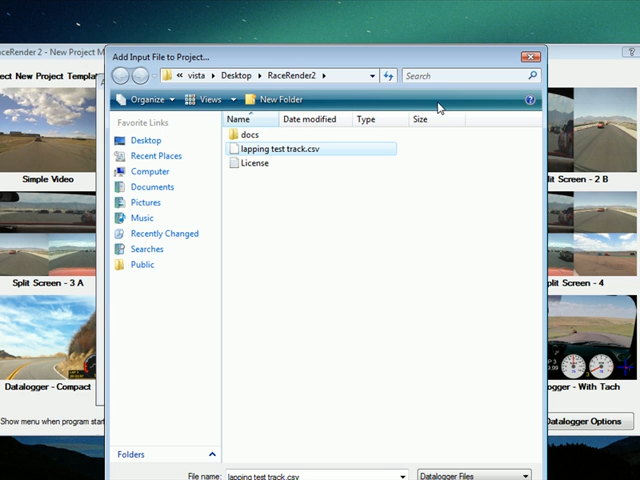 aceRender 2 - New Project M
Add Input File to Project...
ect New Project Templa
« vista ▸ Desktop ▸ RaceRender2 ▸
Search
Organize
Views
New Folder
Favorite Links
Desktop
Recent Places
Computer
Documents
Pictures
Music
Recently Changed
Searches
Public
Folders
Name
Date modified
Type
Size
docs
lapping test track.csv
License
File name:
lapping test track.csv
Datalogger Files
Simple Video
lit Screen - 2 B
Split Screen - 3 A
Split Screen - 4
Datalogger - Compact
ogger - With Tach
Show menu when program start
Datalogger Options